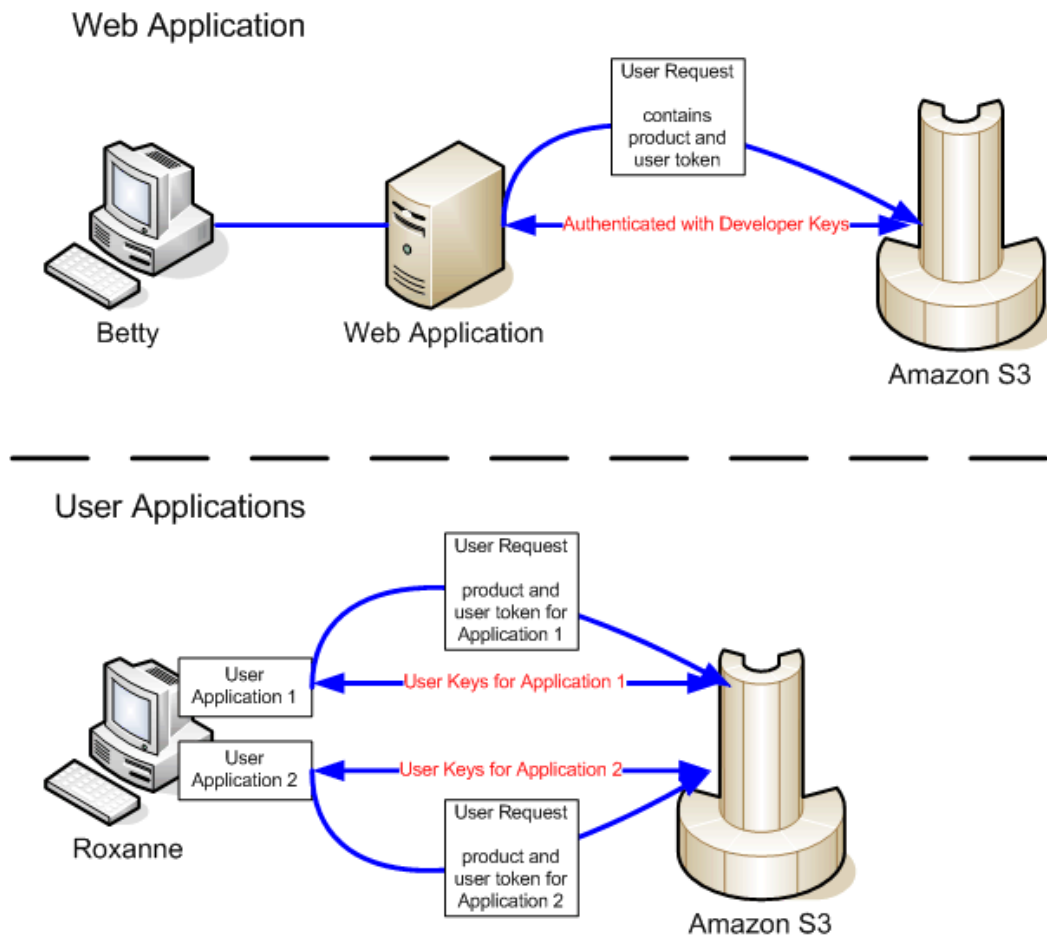 Web Application
User Request
contains
product and
user token
Authenticated with Developer Keys
Betty
Web Application
Amazon S3
User Applications
User Request
product and
user token for
Application 1
User
Application 1
User Keys for Application 1
User
Application 2
User Keys for Application 2
User Request
product and
user token for
Application 2
Roxanne
Amazon S3